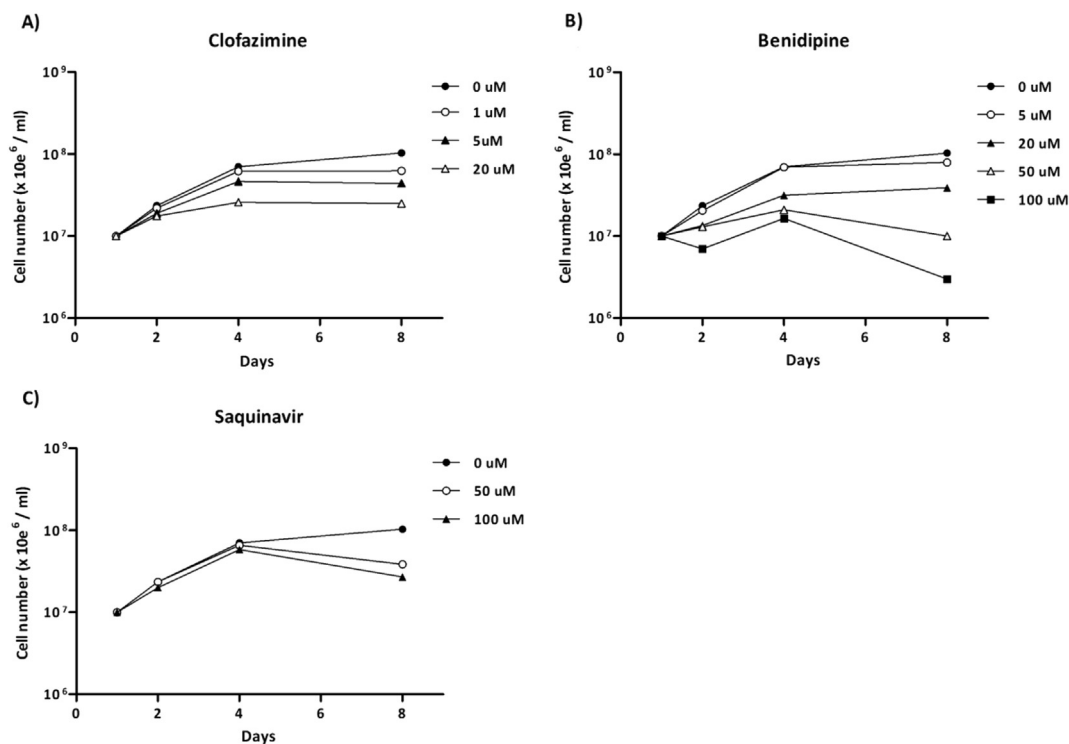 A)
Clofazimine
Cell number (x 10e⁶ / ml)
10⁹
10⁸
10⁷
10⁶
0 2 4 6 8
Days
0 uM
1 uM
5uM
20 uM
B)
Benidipine
Cell number (x 10e⁶ / ml)
10⁹
10⁸
10⁷
10⁶
0 2 4 6 8
Days
0 uM
5 uM
20 uM
50 uM
100 uM
C)
Saquinavir
Cell number (x 10e⁶ / ml)
10⁹
10⁸
10⁷
10⁶
0 2 4 6 8
Days
0 uM
50 uM
100 uM